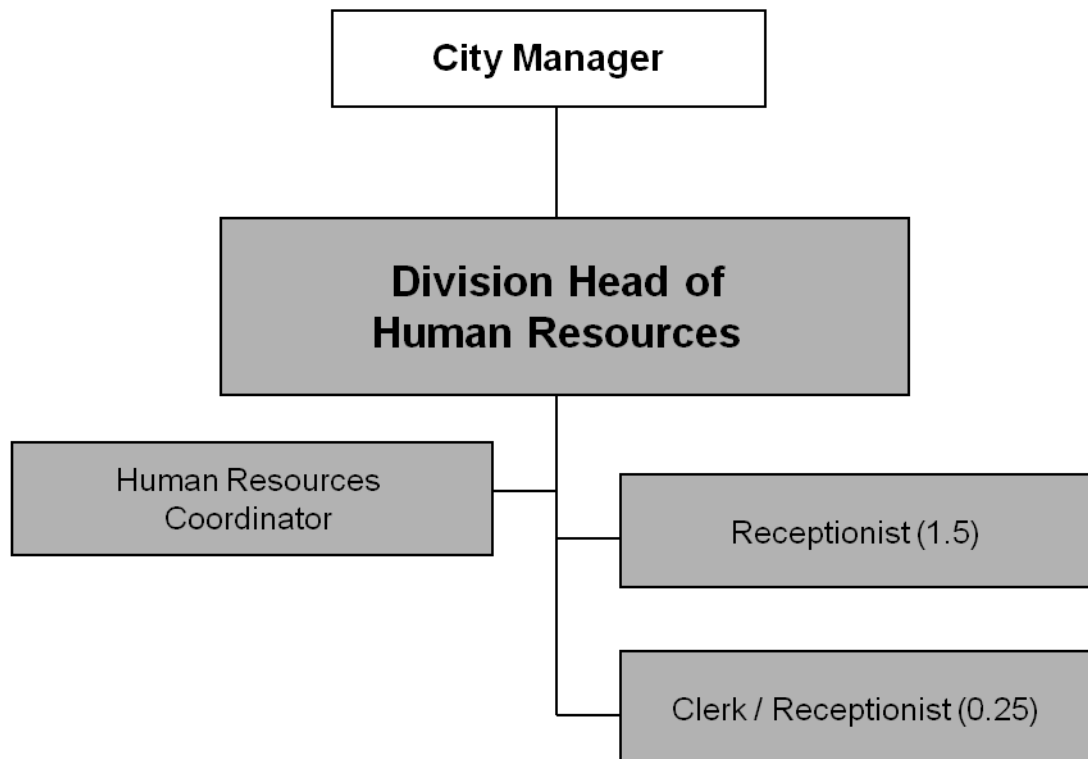 City Manager
Division Head of
Human Resources
Human Resources
Coordinator
Receptionist (1.5)
Clerk / Receptionist (0.25)